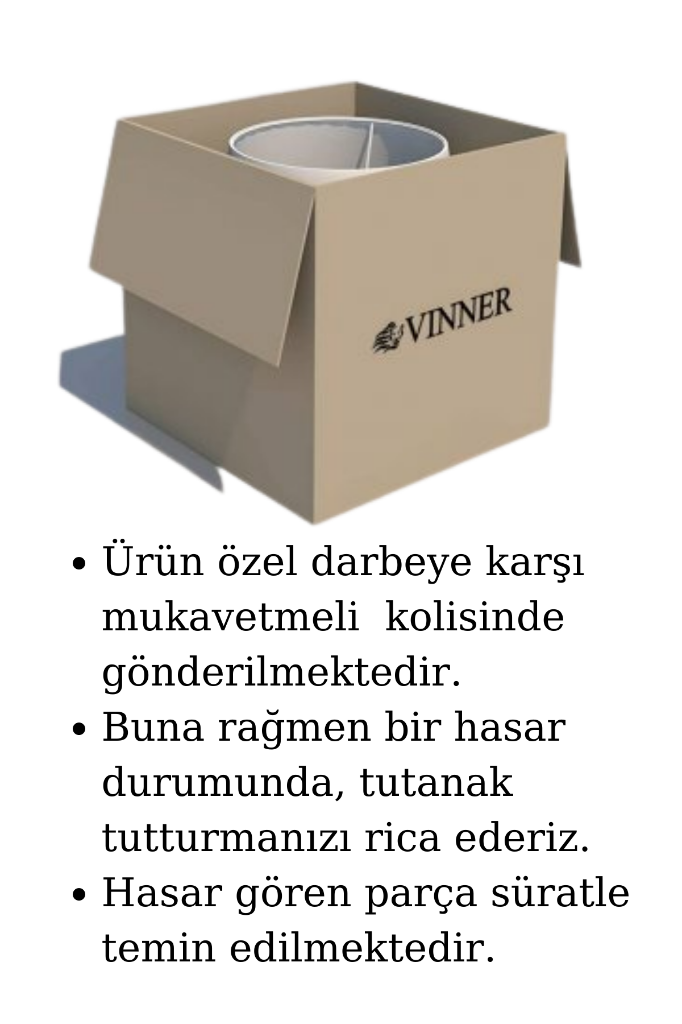 VINNER
• Ürün özel darbeye karşı
mukavetmeli  kolisinde
gönderilmektedir.
• Buna rağmen bir hasar
durumunda, tutanak
tutturmanızı rica ederiz.
• Hasar gören parça süratle
temin edilmektedir.